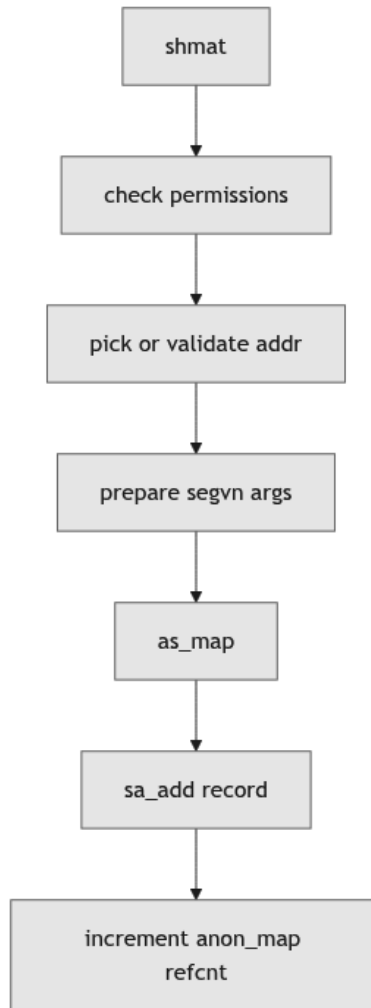 shmat
check permissions
pick or validate addr
prepare segvn args
as_map
sa_add record
increment anon_map
refcnt